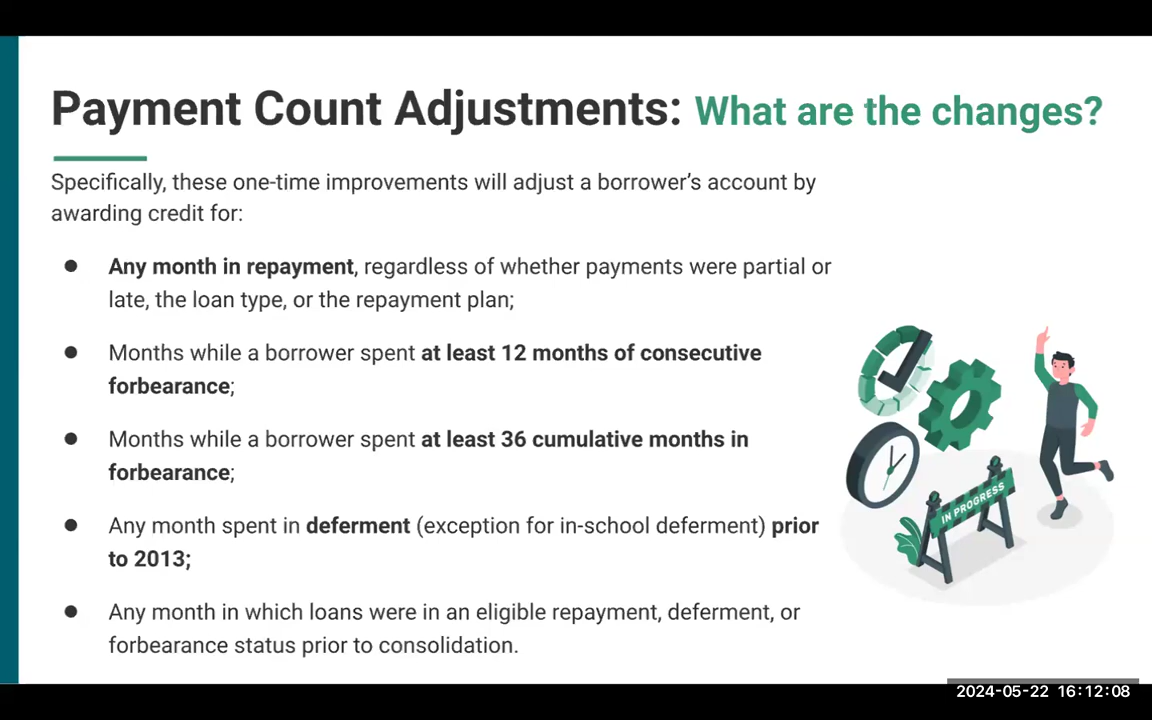 Payment Count Adjustments: What are the changes?
Specifically, these one-time improvements will adjust a borrower’s account by
awarding credit for:
● Any month in repayment, regardless of whether payments were partial or
late, the loan type, or the repayment plan;
● Months while a borrower spent at least 12 months of consecutive
forbearance;
● Months while a borrower spent at least 36 cumulative months in
forbearance;
● Any month spent in deferment (exception for in-school deferment) prior
to 2013;
● Any month in which loans were in an eligible repayment, deferment, or
forbearance status prior to consolidation.
IN PROGRESS
2024-05-22 16:12:08